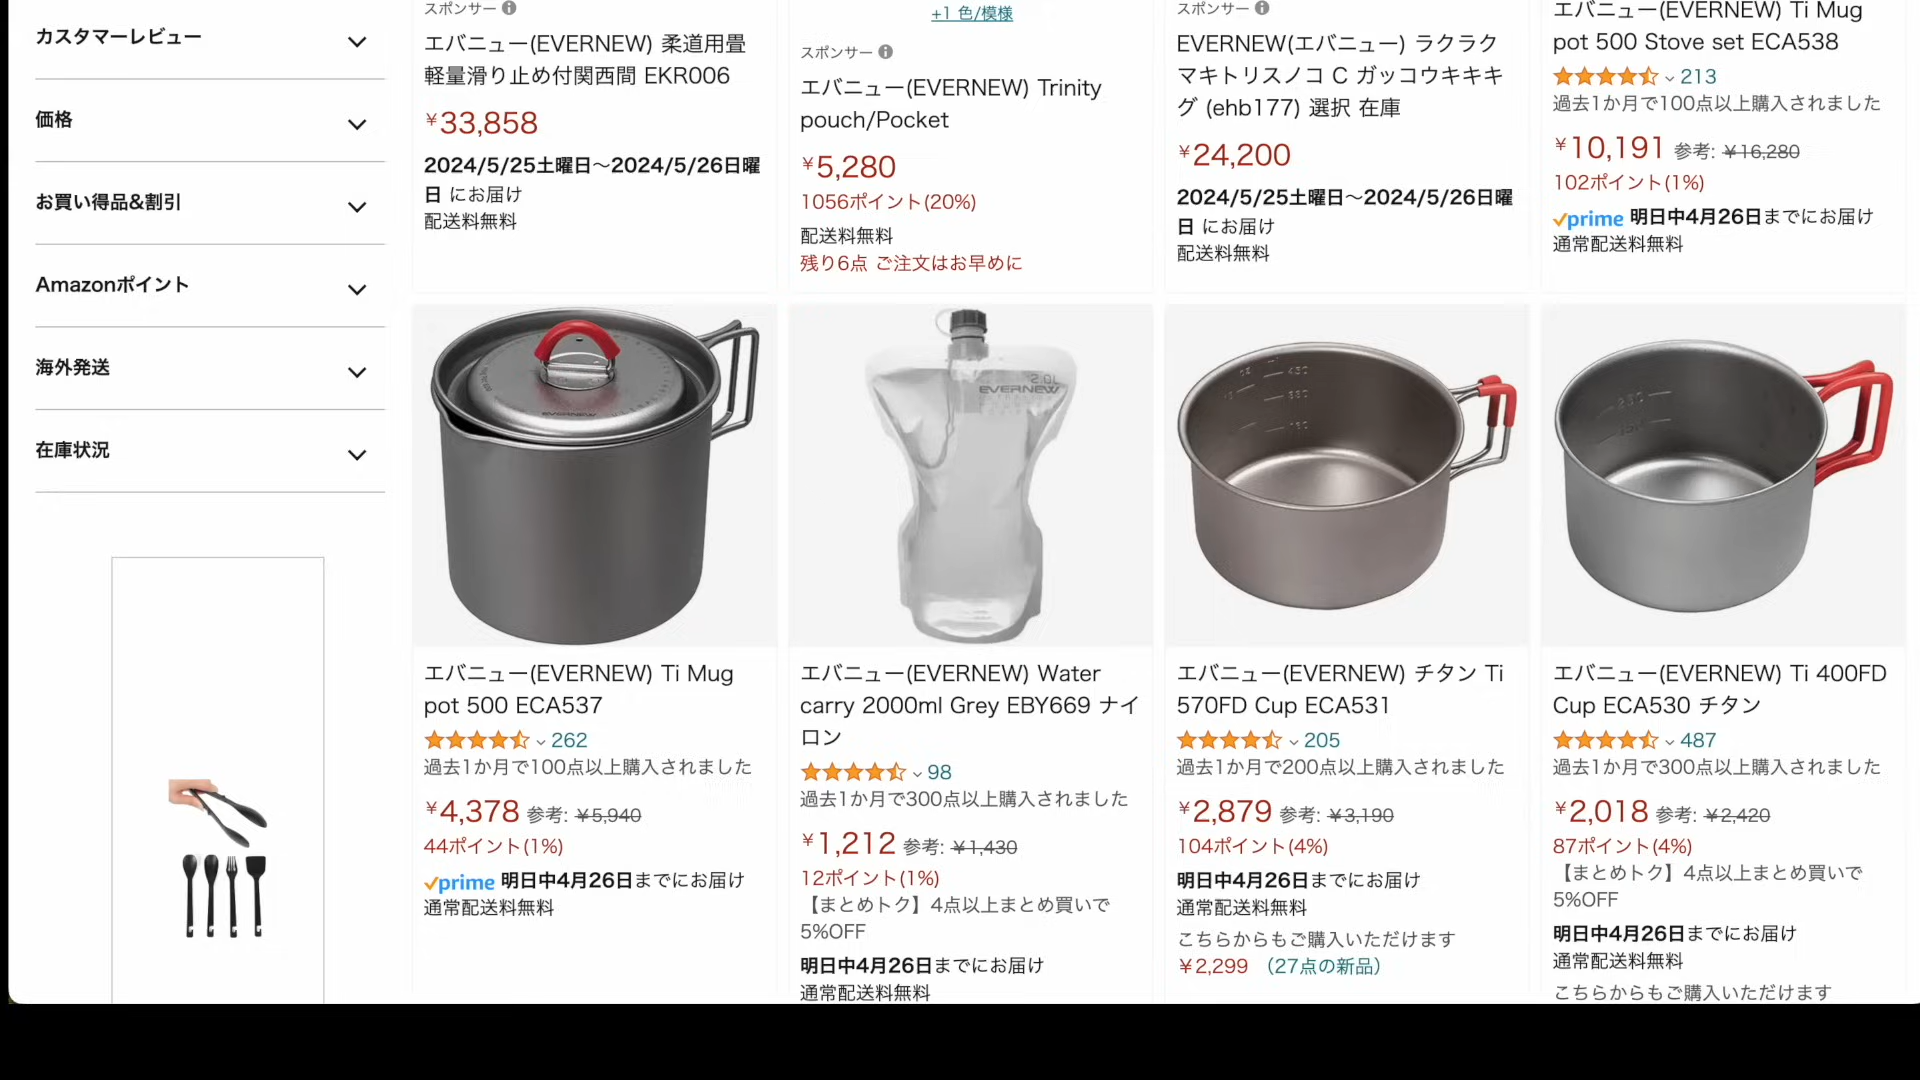 カスタマーレビュー
価格
お買い得品&割引
Amazonポイント
海外発送
在庫状況
スポンサー
エバニュー(EVERNEW) 柔道用畳
軽量滑り止め付関西間 EKR006
¥33,858
2024/5/25土曜日～2024/5/26日曜
日 にお届け
配送料無料
+1 色/模様
スポンサー
エバニュー(EVERNEW) Trinity
pouch/Pocket
¥5,280
1056ポイント(20%)
配送料無料
残り6点 ご注文はお早めに
スポンサー
EVERNEW(エバニュー) ラクラク
マキトリスノコ C ガッコウキキキ
グ (ehb177) 選択 在庫
¥24,200
2024/5/25土曜日～2024/5/26日曜
日 にお届け
配送料無料
エバニュー(EVERNEW) Ti Mug
pot 500 Stove set ECA538
213
過去1か月で100点以上購入されました
¥10,191 参考: ¥16,280
102ポイント(1%)
prime 明日中4月26日までにお届け
通常配送料無料
EVERNEW
エバニュー(EVERNEW) Ti Mug
pot 500 ECA537
262
過去1か月で100点以上購入されました
¥4,378 参考: ¥5,940
44ポイント(1%)
prime 明日中4月26日までにお届け
通常配送料無料
2.0L
EVERNEW
エバニュー(EVERNEW) Water
carry 2000ml Grey EBY669 ナイ
ロン
98
過去1か月で300点以上購入されました
¥1,212 参考: ¥1,430
12ポイント(1%)
【まとめトク】4点以上まとめ買いで
5%OFF
明日中4月26日までにお届け
通常配送料無料
エバニュー(EVERNEW) チタン Ti
570FD Cup ECA531
205
過去1か月で200点以上購入されました
¥2,879 参考: ¥3,190
104ポイント(4%)
明日中4月26日までにお届け
通常配送料無料
こちらからもご購入いただけます
¥2,299 (27点の新品)
エバニュー(EVERNEW) Ti 400FD
Cup ECA530 チタン
487
過去1か月で300点以上購入されました
¥2,018 参考: ¥2,420
87ポイント(4%)
【まとめトク】4点以上まとめ買いで
5%OFF
明日中4月26日までにお届け
通常配送料無料
こちらからもご購入いただけます